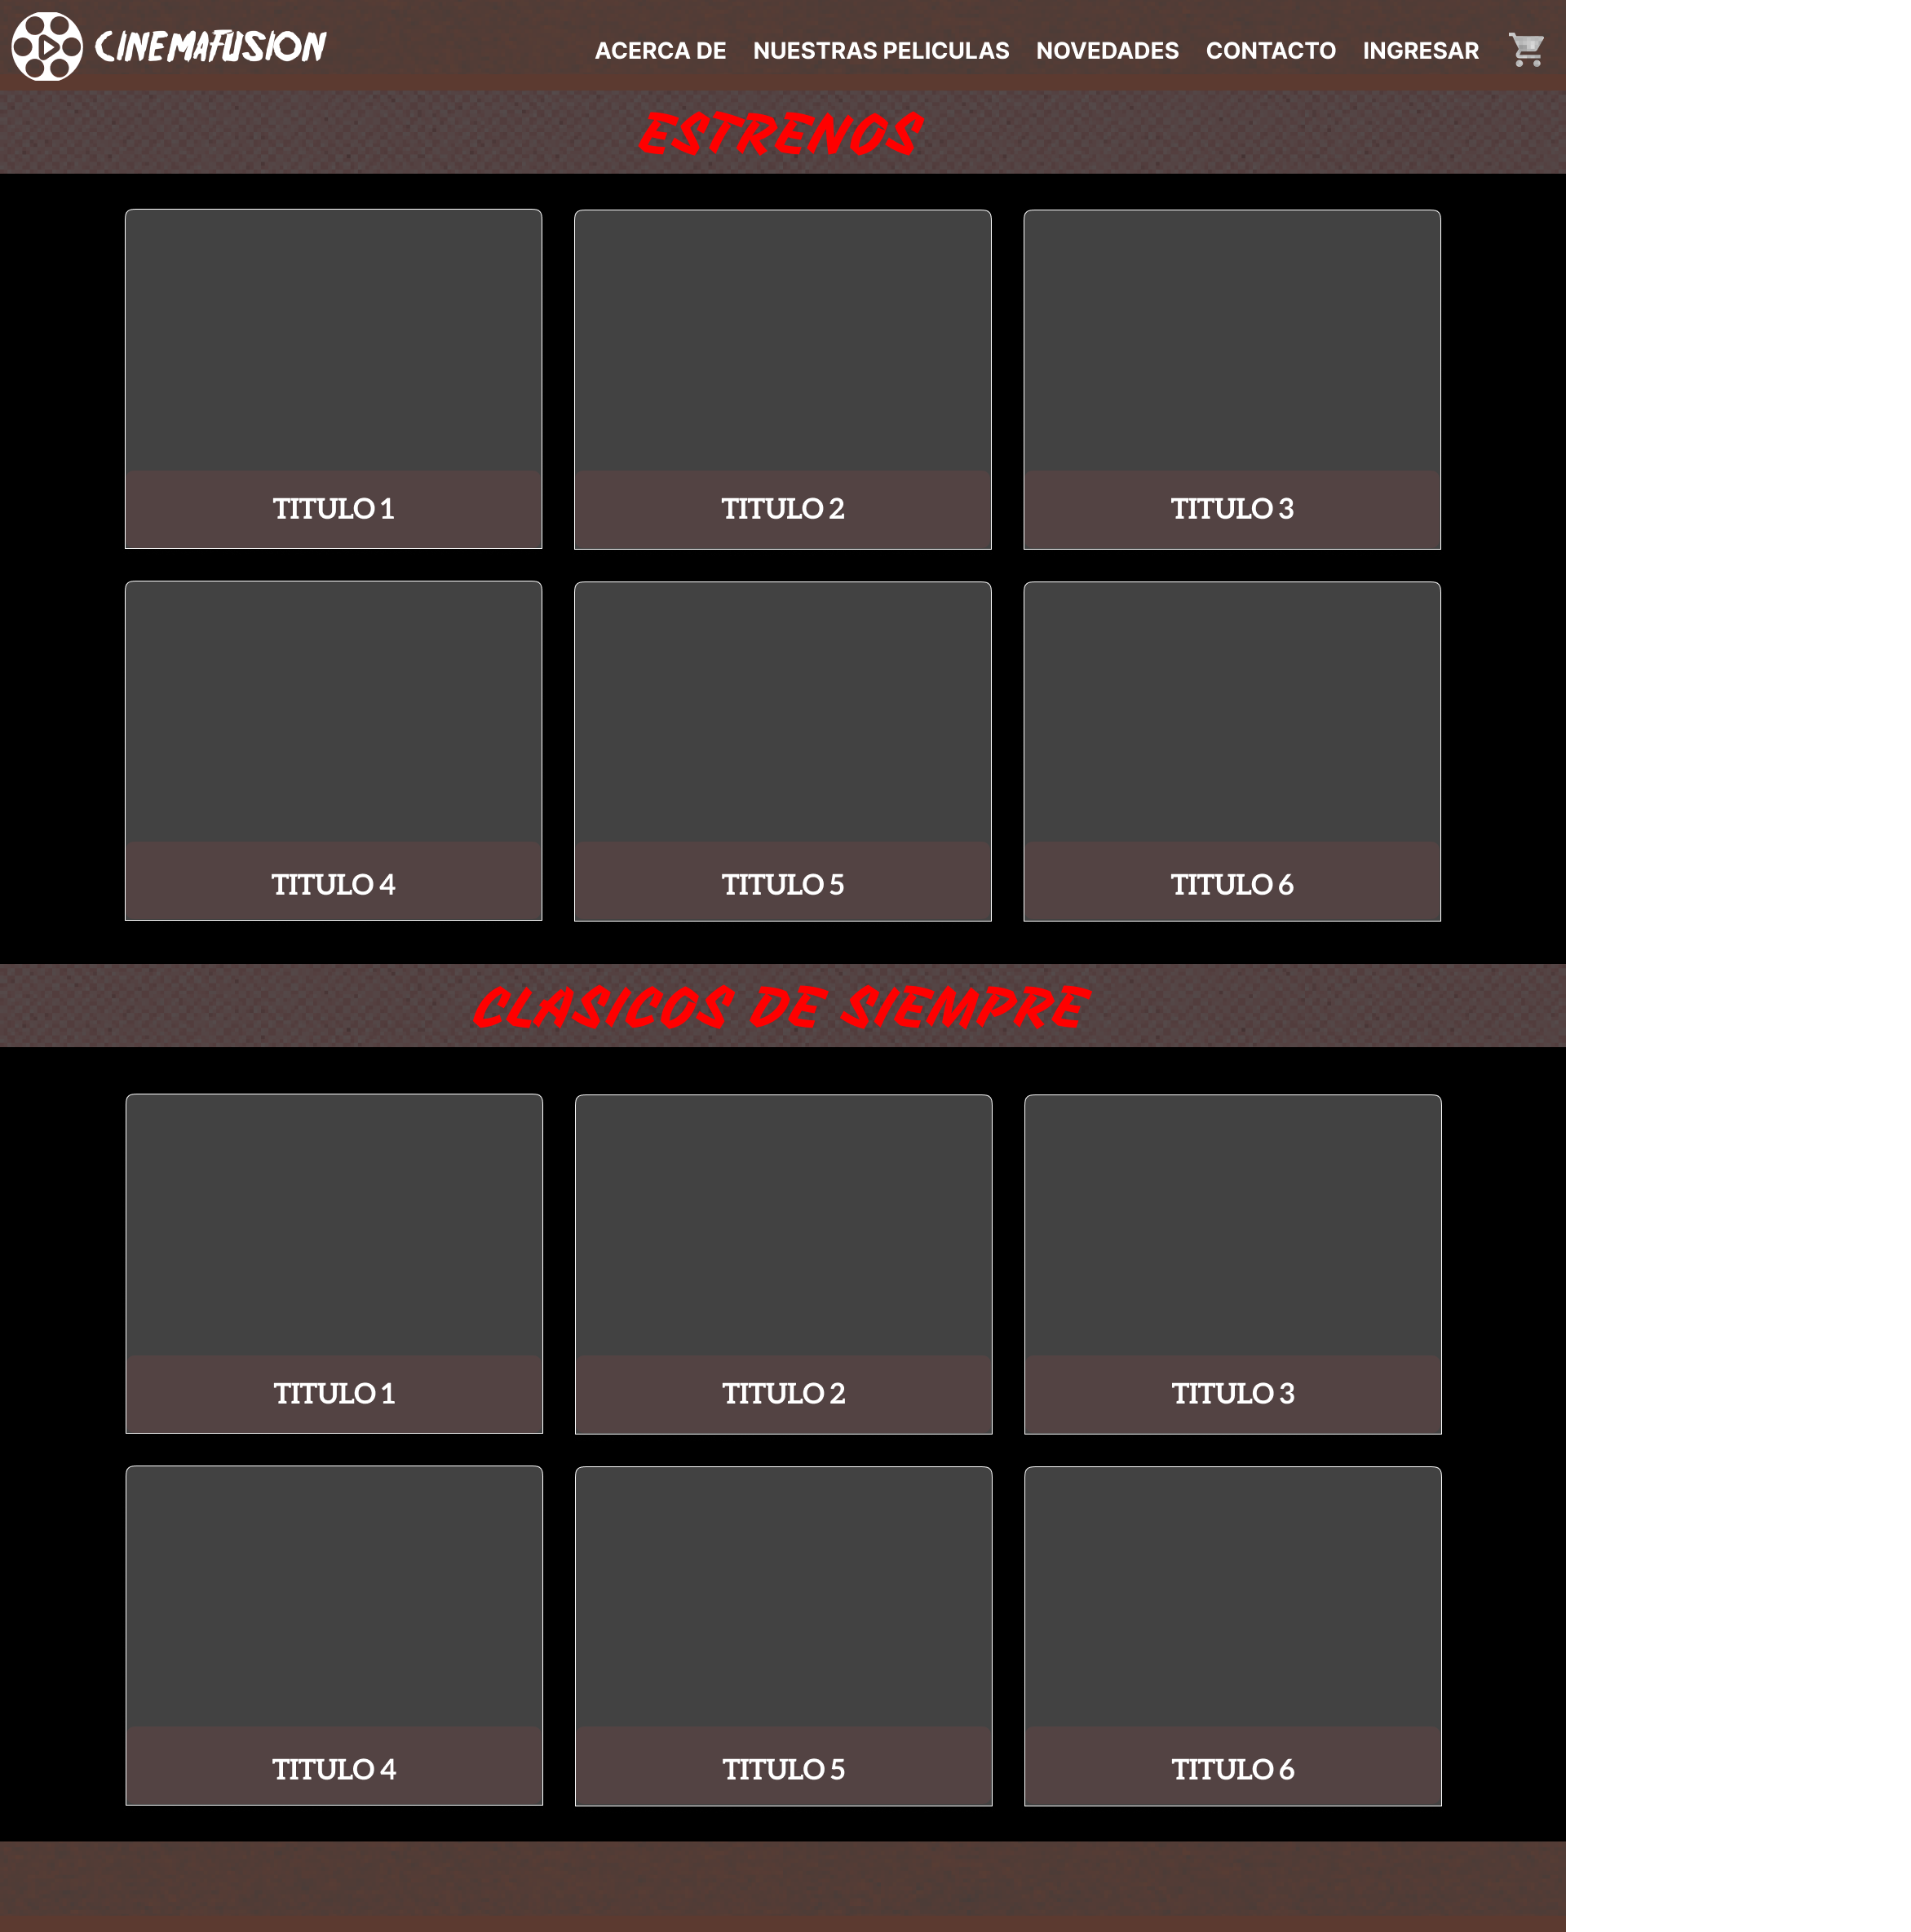 CINEMAFUSION
ACERCA DE NUESTRAS PELICULAS NOVEDADES CONTACTO INGRESAR
ESTRENOS
TITULO 1 TITULO 2 TITULO 3
TITULO 4 TITULO 5 TITULO 6
CLASICOS DE SIEMPRE
TITULO 1 TITULO 2 TITULO 3
TITULO 4 TITULO 5 TITULO 6